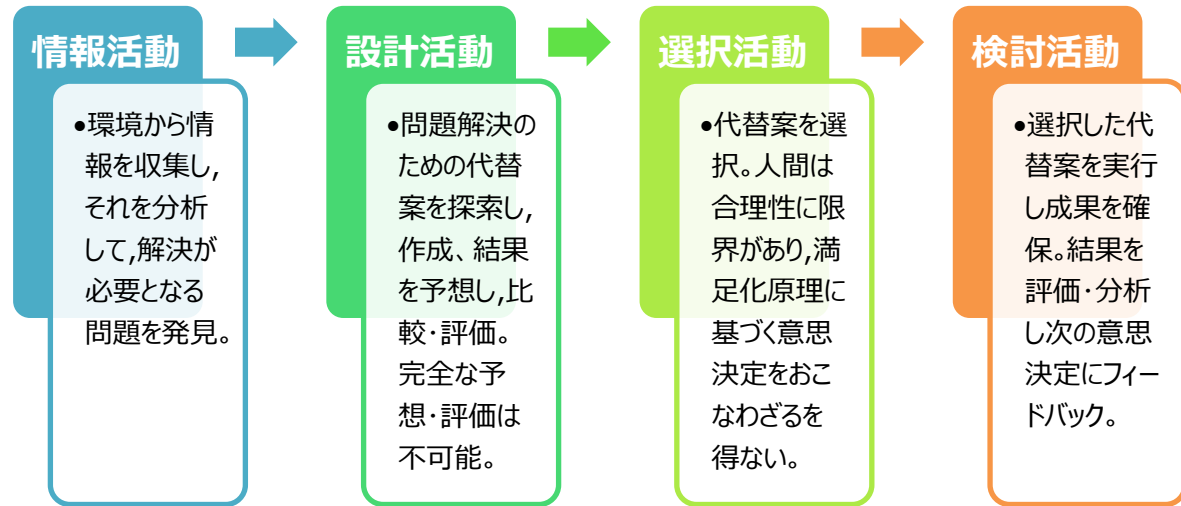 情報活動
•環境から情
報を収集し,
それを分析
して,解決が
必要となる
問題を発見。
設計活動
•問題解決の
ための代替
案を探索し,
作成、結果
を予想し,比
較・評価。
完全な予
想・評価は
不可能。
選択活動
•代替案を選
択。人間は
合理性に限
界があり,満
足化原理に
基づく意思
決定をおこ
なわざるを
得ない。
検討活動
•選択した代
替案を実行
し成果を確
保。結果を
評価・分析
し次の意思
決定にフィー
ドバック。